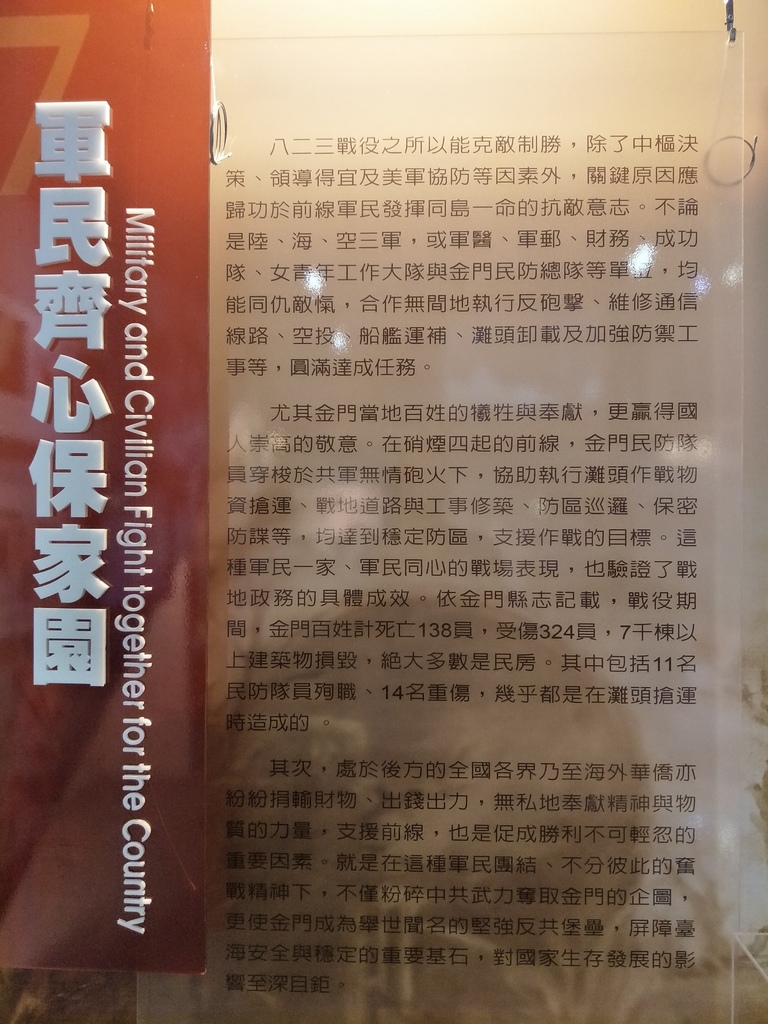 7
軍民齊心保家園
Military and Civilian Fight together for the Country
八二三戰役之所以能克敵制勝，除了中樞決
策、領導得宜及美軍協防等因素外，關鍵原因應
歸功於前線軍民發揮同島一命的抗敵意志。不論
是陸、海、空三軍，或軍醫、軍郵、財務、成功
隊、女青年工作大隊與金門民防總隊等單位，均
能同仇敵愾，合作無間地執行反砲擊、維修通信
線路、空投、船艦運補、灘頭卸載及加強防禦工
事等，圓滿達成任務。
尤其金門當地百姓的犧牲與奉獻，更贏得國
人崇高的敬意。在硝煙四起的前線，金門民防隊
員穿梭於共軍無情砲火下，協助執行灘頭作戰物
資搶運、戰地道路與工事修築、防區巡邏、保密
防諜等，均達到穩定防區，支援作戰的目標。這
種軍民一家、軍民同心的戰場表現，也驗證了戰
地政務的具體成效。依金門縣志記載，戰役期
間，金門百姓計死亡138員，受傷324員，7千棟以
上建築物損毀，絕大多數是民房。其中包括11名
民防隊員殉職、14名重傷，幾乎都是在灘頭搶運
時造成的。
其次，處於後方的全國各界乃至海外華僑亦
紛紛捐輸財物、出錢出力，無私地奉獻精神與物
質的力量，支援前線，也是促成勝利不可輕忽的
重要因素。就是在這種軍民團結、不分彼此的奮
戰精神下，不僅粉碎中共武力奪取金門的企圖，
更使金門成為舉世聞名的堅強反共堡壘，屏障臺
海安全與穩定的重要基石，對國家生存發展的影
響至深且鉅。